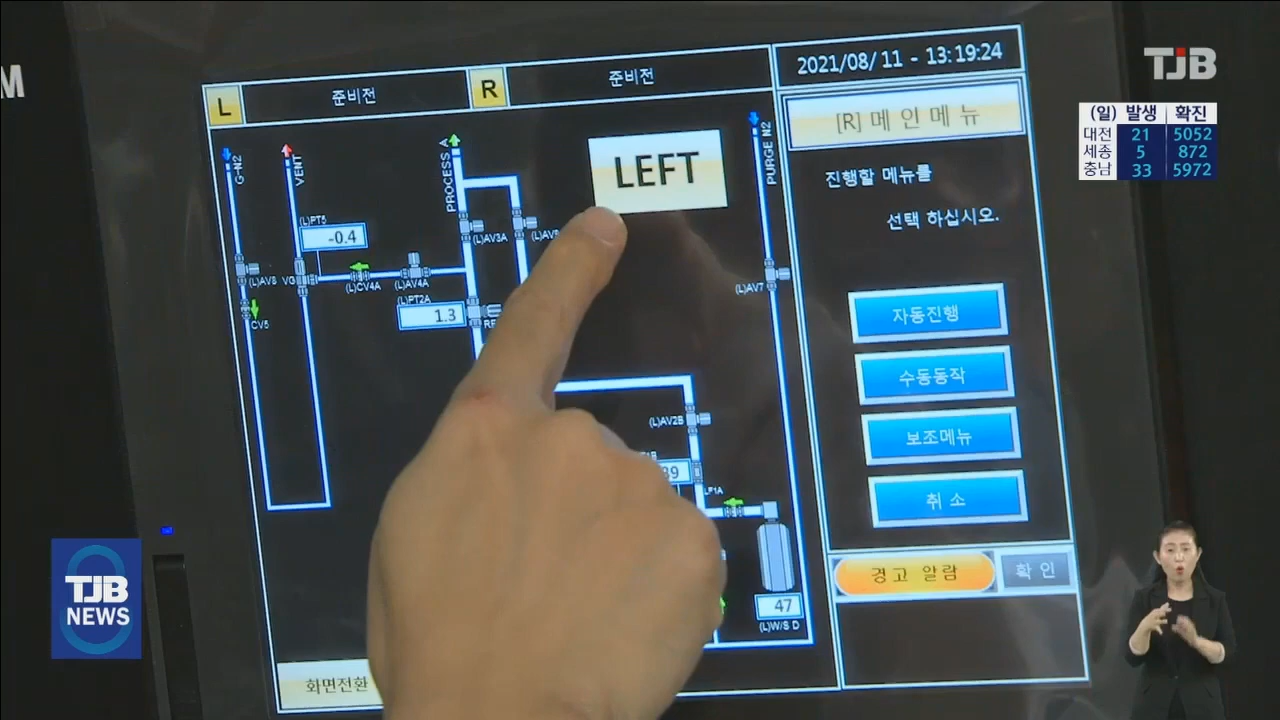 M
TJB
(일) 발생 확진
대전 21 5052
세종 5 872
충남 33 5972
L 준비전 R 준비전
2021/08/11 - 13:19:24
[R] 메 인 메 뉴
진행할 메뉴를
선택 하십시오.
자동진행
수동동작
보조메뉴
취 소
경고 알람 확 인
LEFT
G-N2
VENT
PROCESS A
PURGE N2
(L)PT5
-0.4
(L)AV3A
(L)AV8
VG
(L)CV4A
(L)AV4A
(L)AV7
(L)PT2A
1.3
CV5
(L)AV2B
47
(L)W/S D
화면전환
TJB
NEWS